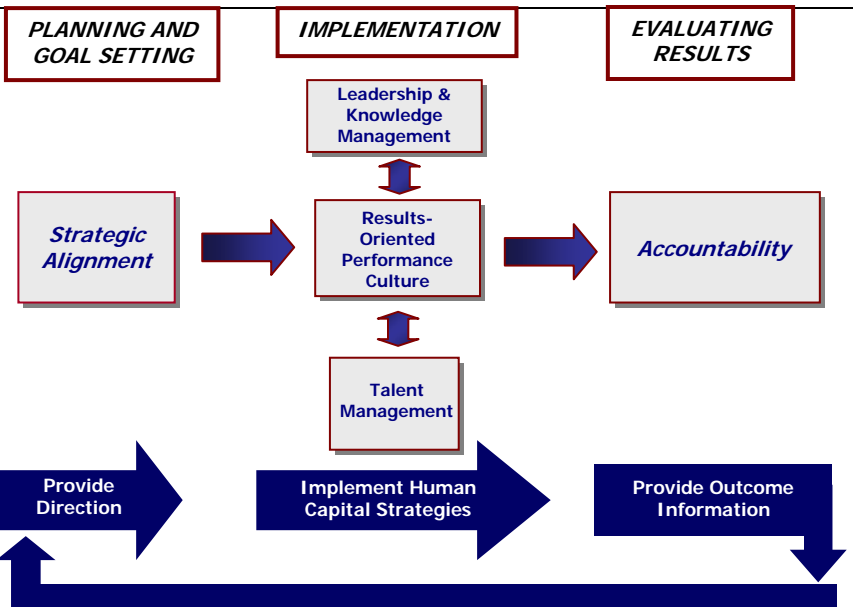 PLANNING AND
GOAL SETTING
IMPLEMENTATION
EVALUATING
RESULTS
Leadership &
Knowledge
Management
Strategic
Alignment
Results-
Oriented
Performance
Culture
Accountability
Talent
Management
Provide
Direction
Implement Human
Capital Strategies
Provide Outcome
Information